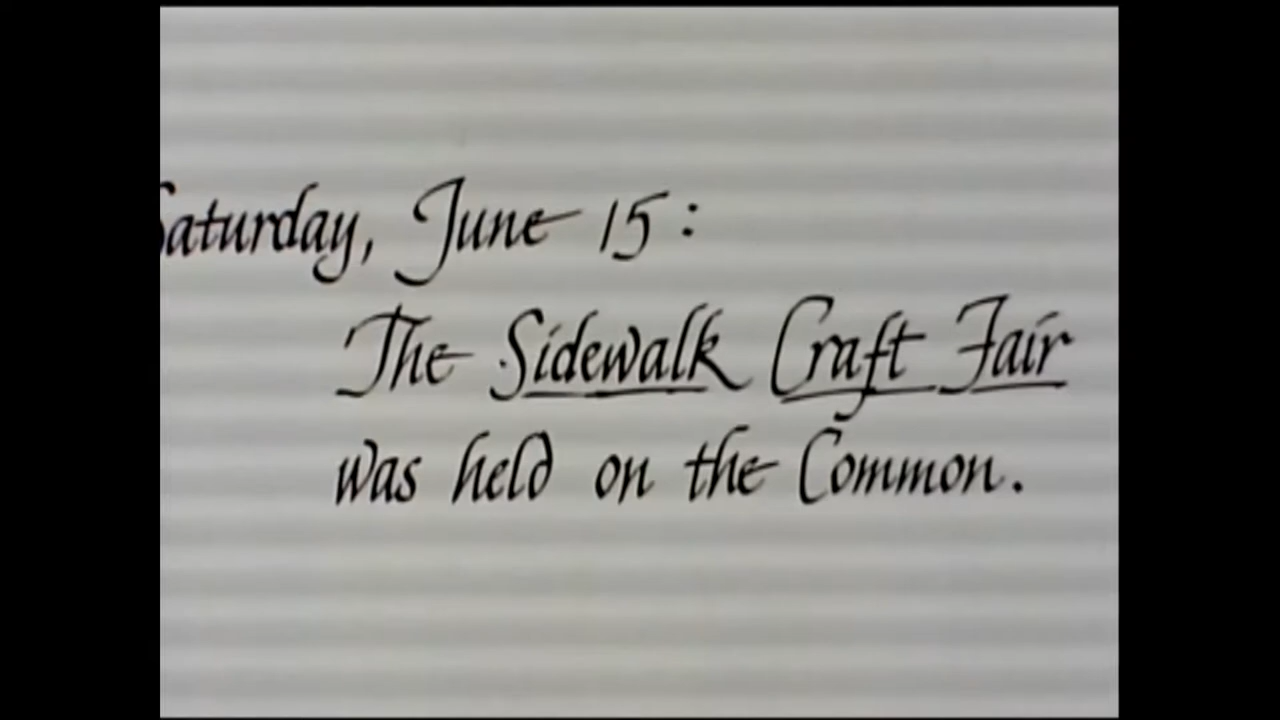 Saturday, June 15:
The Sidewalk Craft Fair
was held on the Common.